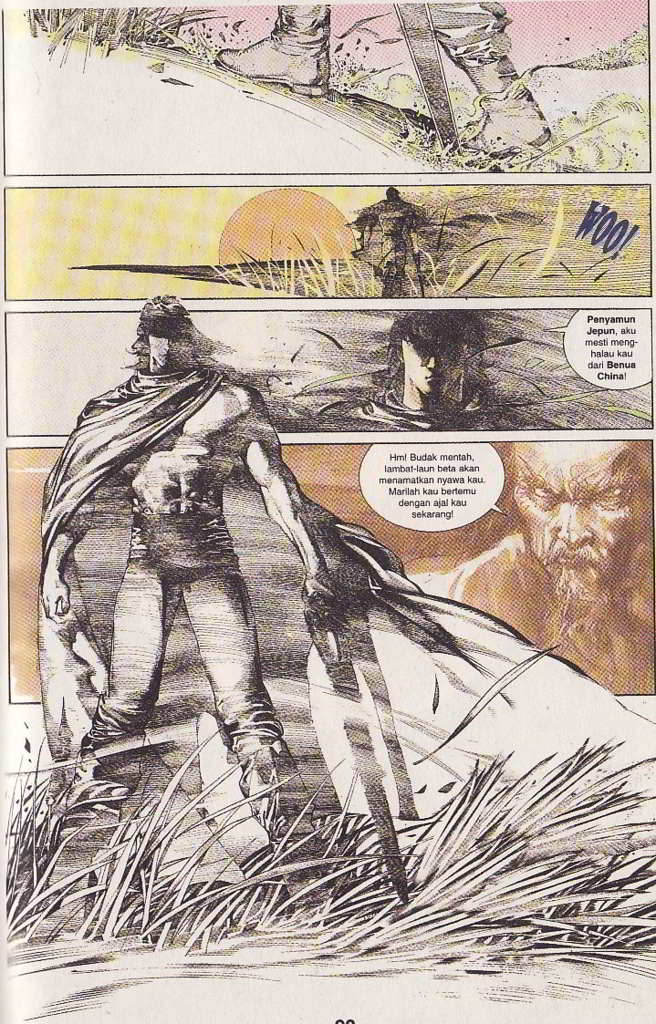 WOO!
Penyamun
Jepun, aku
mesti meng-
halau kau
dari Benua
China!
Hm! Budak mentah,
lambat-laun beta akan
menamatkan nyawa kau.
Marilah kau bertemu
dengan ajal kau
sekarang!